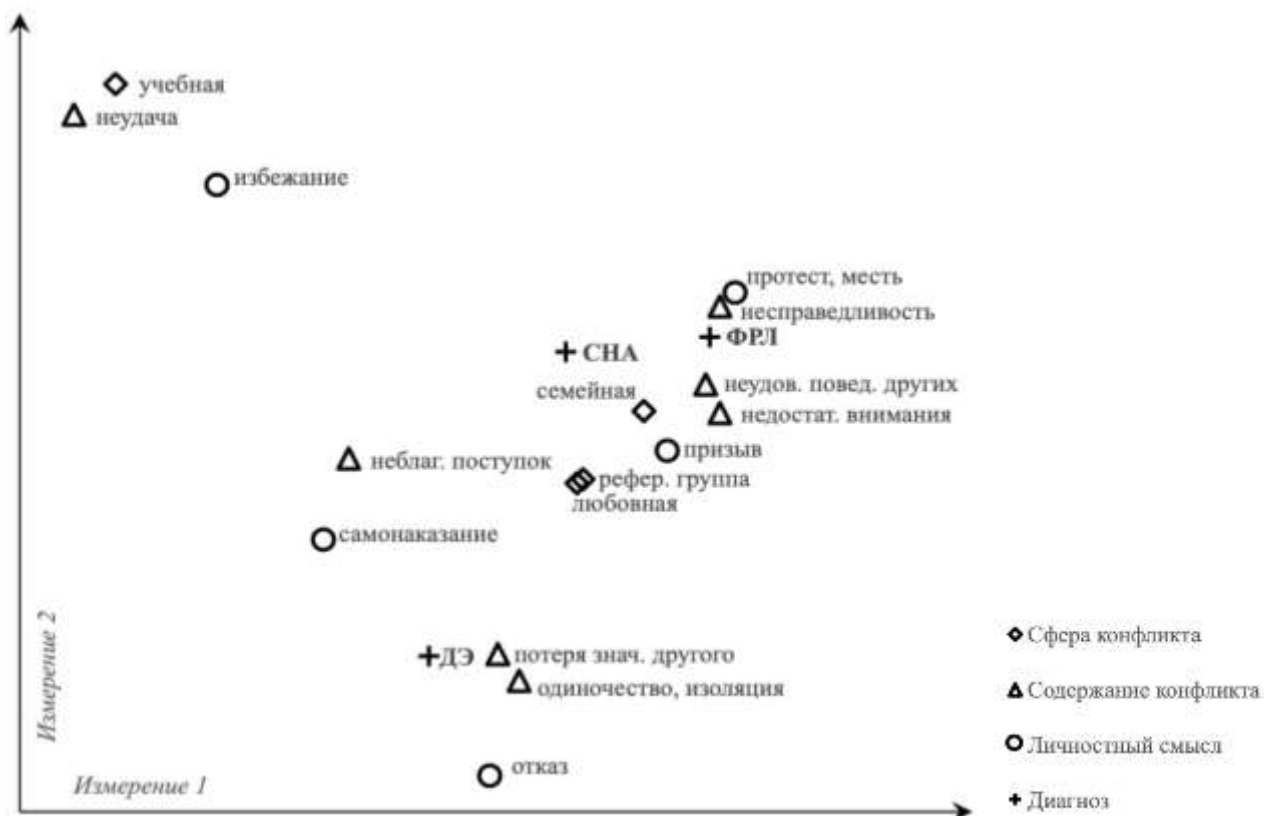 учебная
неудача
избежание
протест, месть
несправедливость
ФРЛ
СНА
неудов. повед. других
семейная
недостат. внимания
призыв
неблаг. поступок
рефер. группа
любовная
самонаказание
ДЭ
потеря знач. другого
одиночество, изоляция
отказ
Измерение 2
Измерение 1
Сфера конфликта
Содержание конфликта
Личностный смысл
Диагноз